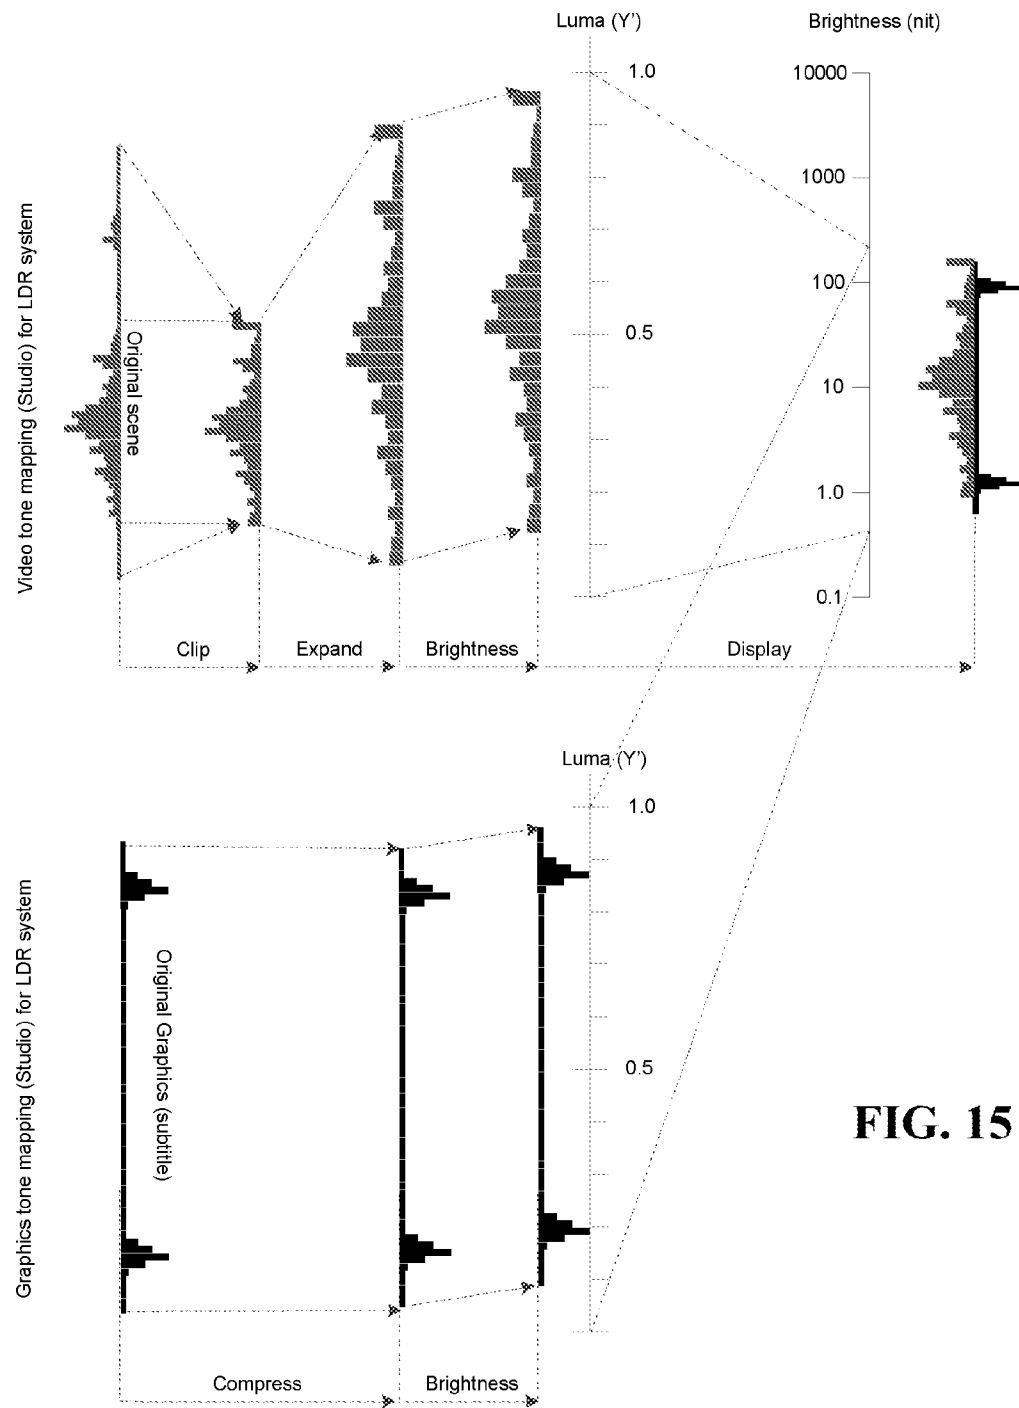 Luma (Y')
Brightness (nit)
1.0
0.5
10000
1000
100
10
1.0
0.1
Video tone mapping (Studio) for LDR system
Original scene
Clip
Expand
Brightness
Display
Luma (Y')
1.0
0.5
Graphics tone mapping (Studio) for LDR system
Original Graphics (subtitle)
FIG. 15
Compress
Brightness